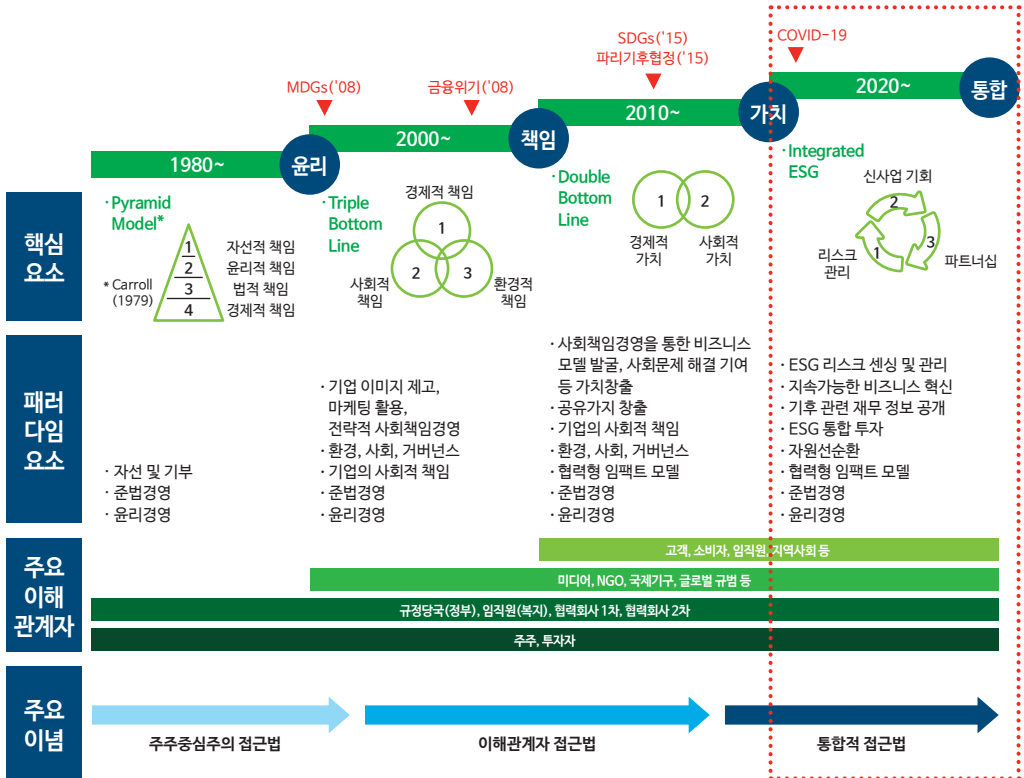 SDGs('15)
파리기후협정('15)
COVID-19
MDGs('08)
금융위기('08)
1980~
윤리
2000~
책임
2010~
가치
2020~
통합
핵심
요소
· Pyramid
Model*
* Carroll
(1979)
1
2
3
4
자선적 책임
윤리적 책임
법적 책임
경제적 책임
· Triple
Bottom
Line
경제적 책임
1
2
3
사회적
책임
환경적
책임
· Double
Bottom
Line
1
2
경제적
가치
사회적
가치
· Integrated
ESG
신사업 기회
2
1
3
리스크
관리
파트너십
패러
다임
요소
· 자선 및 기부
· 준법경영
· 윤리경영
· 기업 이미지 제고,
마케팅 활용,
전략적 사회책임경영
· 환경, 사회, 거버넌스
· 기업의 사회적 책임
· 준법경영
· 윤리경영
· 사회책임경영을 통한 비즈니스
모델 발굴, 사회문제 해결 기여
등 가치창출
· 공유가지 창출
· 기업의 사회적 책임
· 환경, 사회, 거버넌스
· 협력형 임팩트 모델
· 준법경영
· 윤리경영
· ESG 리스크 센싱 및 관리
· 지속가능한 비즈니스 혁신
· 기후 관련 재무 정보 공개
· ESG 통합 투자
· 자원선순환
· 협력형 임팩트 모델
· 준법경영
· 윤리경영
주요
이해
관계자
고객, 소비자, 임직원, 지역사회 등
미디어, NGO, 국제기구, 글로벌 규범 등
규정당국(정부), 임직원(복지), 협력회사 1차, 협력회사 2차
주주, 투자자
주요
이념
주주중심주의 접근법
이해관계자 접근법
통합적 접근법